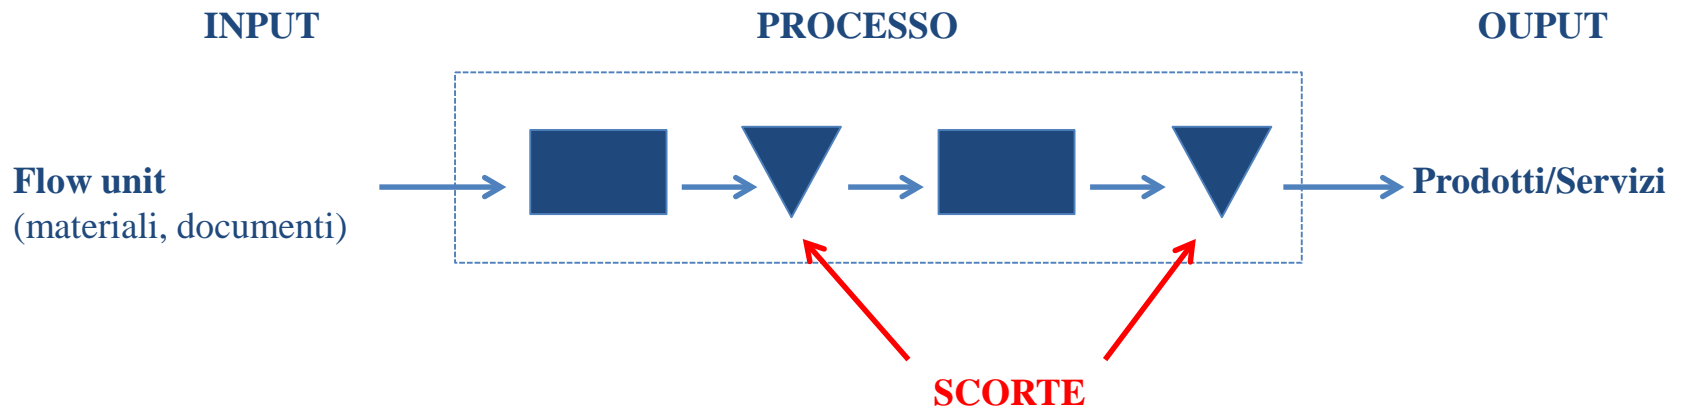 INPUT
PROCESSO
OUPUT
Flow unit
(materiali, documenti)
Prodotti/Servizi
SCORTE